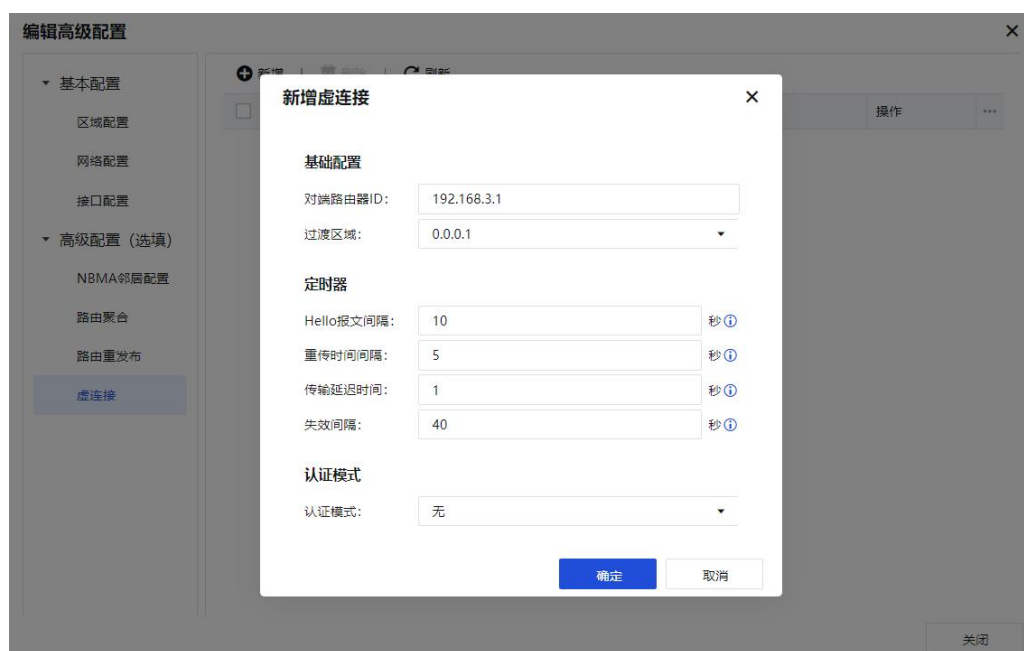 编辑高级配置
基本配置
区域配置
网络配置
接口配置
高级配置（选填）
NBMA邻居配置
路由聚合
路由重发布
虚连接
新增 删除 刷新
操作
新增虚连接
基础配置
对端路由器ID： 192.168.3.1
过渡区域： 0.0.0.1
定时器
Hello报文间隔： 10 秒
重传时间间隔： 5 秒
传输延迟时间： 1 秒
失效间隔： 40 秒
认证模式
认证模式： 无
确定 取消
关闭